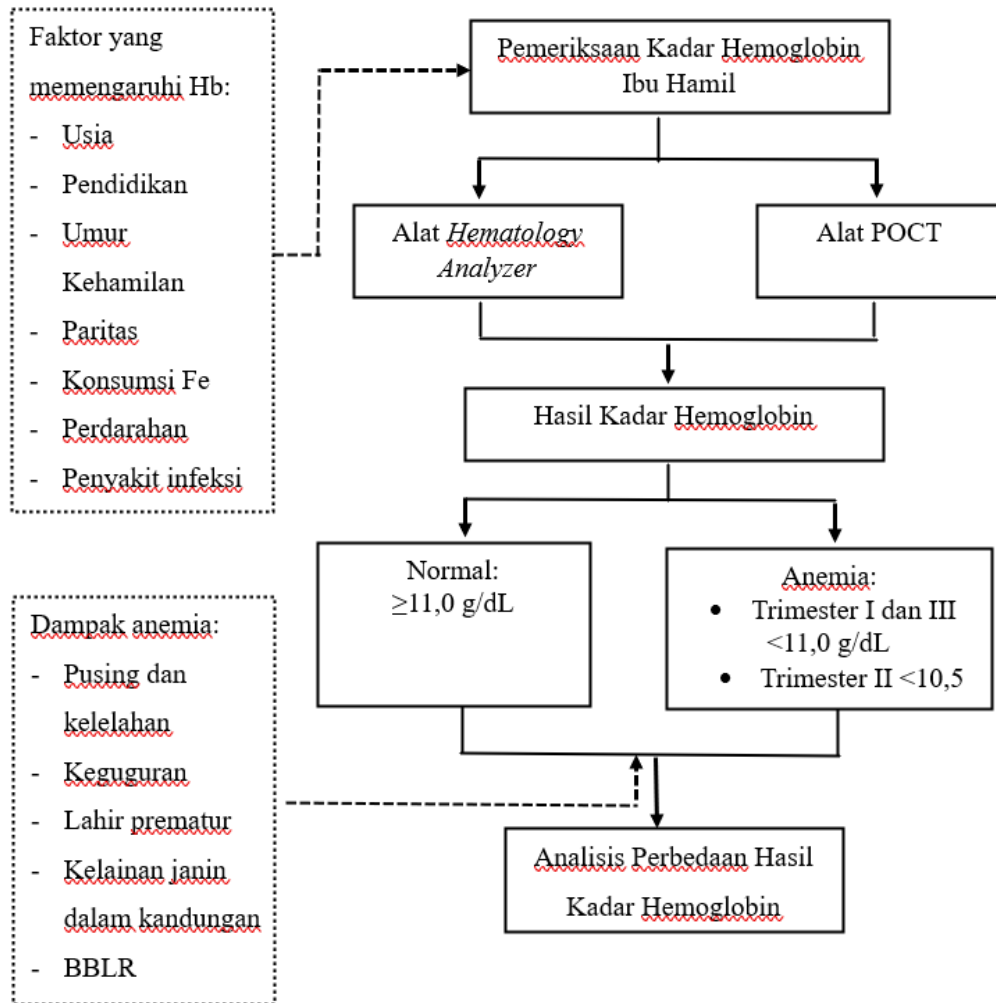 Faktor yang
memengaruhi Hb:
- Usia
- Pendidikan
- Umur
Kehamilan
- Paritas
- Konsumsi Fe
- Perdarahan
- Penyakit infeksi
Pemeriksaan Kadar Hemoglobin
Ibu Hamil
Alat Hematology
Analyzer
Alat POCT
Hasil Kadar Hemoglobin
Normal:
≥11,0 g/dL
Anemia:
• Trimester I dan III
<11,0 g/dL
• Trimester II <10,5
Dampak anemia:
- Pusing dan
kelelahan
- Keguguran
- Lahir prematur
- Kelainan janin
dalam kandungan
- BBLR
Analisis Perbedaan Hasil
Kadar Hemoglobin